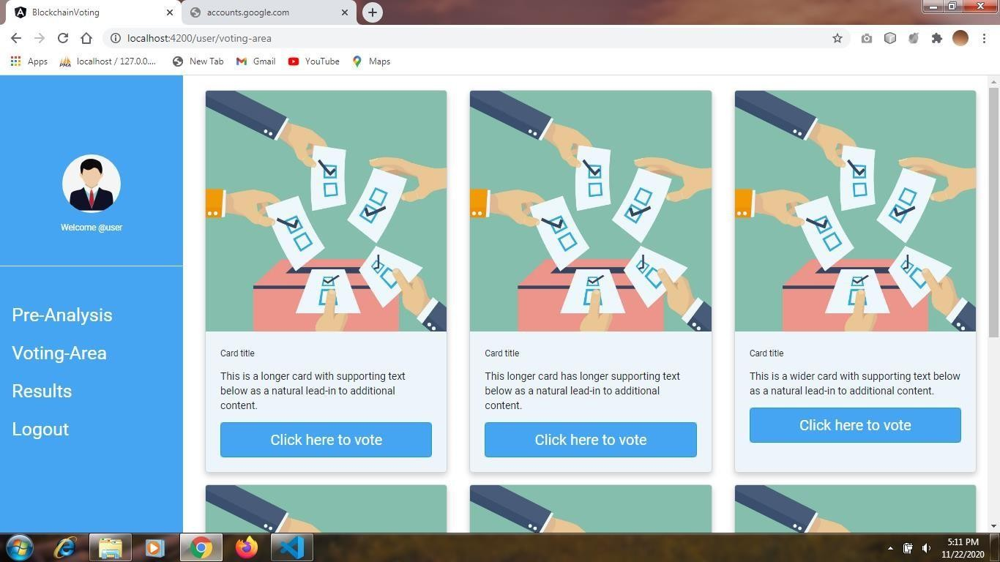 BlockchainVoting
accounts.google.com
localhost:4200/user/voting-area
Apps
localhost / 127.0.0....
New Tab
Gmail
YouTube
Maps
Welcome @user
Pre-Analysis
Voting-Area
Results
Logout
Card title
This is a longer card with supporting text
below as a natural lead-in to additional
content.
Click here to vote
Card title
This longer card has longer supporting text
below as a natural lead-in to additional
content.
Click here to vote
Card title
This is a wider card with supporting text below
as a natural lead-in to additional content.
Click here to vote
5:11 PM
11/22/2020